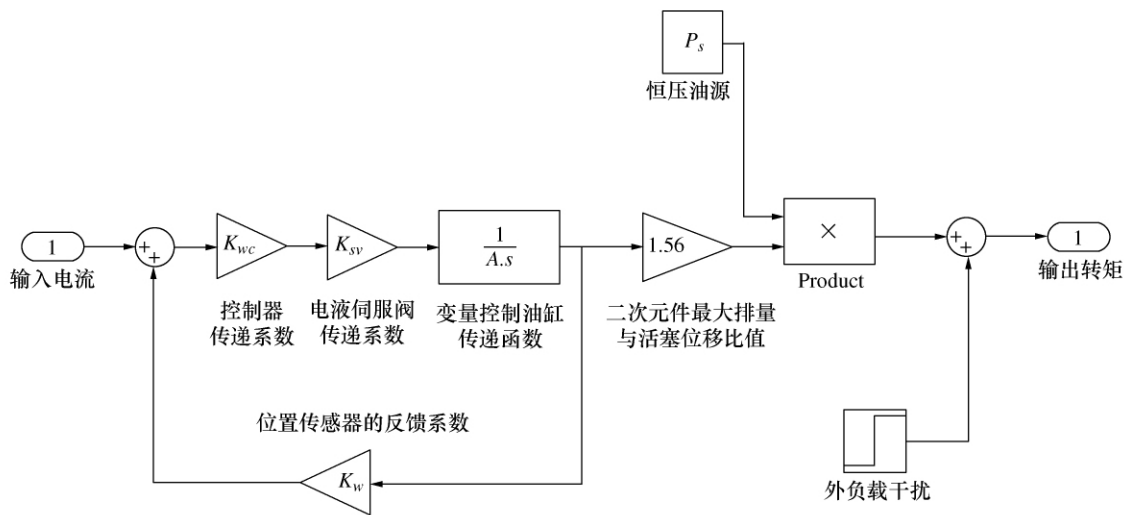 P_s
恒压油源
1
输入电流
+
+
K_wc
控制器
传递系数
K_sv
电液伺服阀
传递系数
1
A.s
变量控制油缸
传递函数
1.56
二次元件最大排量
与活塞位移比值
×
Product
+
+
1
输出转矩
位置传感器的反馈系数
K_w
外负载干扰